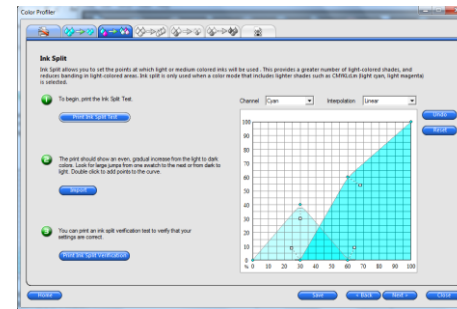 Color Profiler
Ink Split
Ink Split allows you to set the points at which light or medium colored inks will be used . This provides a greater number of light-colored shades, and
reduces banding in light-colored areas. Ink split is only used when a color mode that includes lighter shades such as CMYKLcLm (light cyan, light magenta)
is selected.
1 To begin, print the Ink Split Test.
Print Ink Split Test
2 The print should show an even, gradual increase from the light to dark
colors. Look for large jumps from one swatch to the next or from dark to
light. Double click to add points to the curve.
Import
3 You can print an ink split verification test to verify that your
settings are correct.
Print Ink Split Verification
Channel Cyan Interpolation Linear
Undo
Reset
100
90
80
70
60
50
40
30
20
10
0
% 0 10 20 30 40 50 60 70 80 90 100
Home Save < Back Next > Close